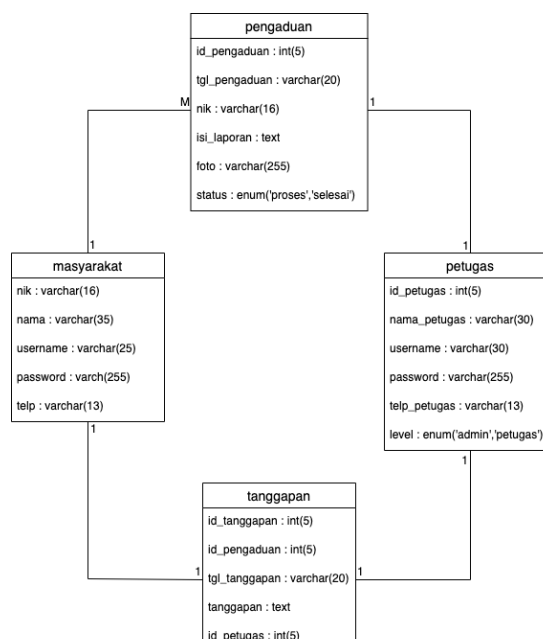 pengaduan
id_pengaduan : int(5)
tgl_pengaduan : varchar(20)
nik : varchar(16)
isi_laporan : text
foto : varchar(255)
status : enum('proses','selesai')
M
1
1
1
masyarakat
nik : varchar(16)
nama : varchar(35)
username : varchar(25)
password : varch(255)
telp : varchar(13)
petugas
id_petugas : int(5)
nama_petugas : varchar(30)
username : varchar(30)
password : varchar(255)
telp_petugas : varchar(13)
level : enum('admin','petugas')
1
1
tanggapan
id_tanggapan : int(5)
id_pengaduan : int(5)
tgl_tanggapan : varchar(20)
tanggapan : text
id_petugas : int(5)
1
1